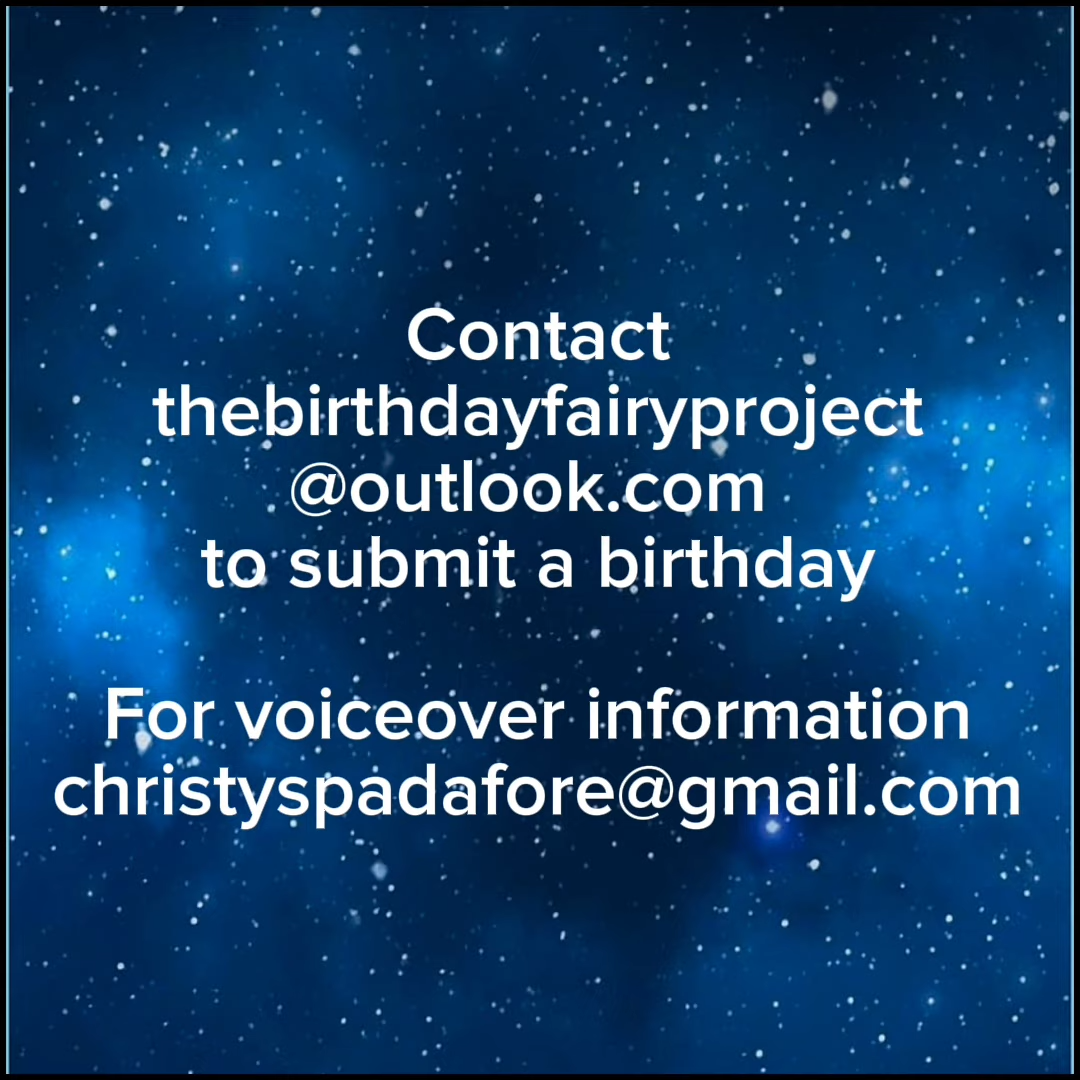 Contact
thebirthdayfairyproject
@outlook.com
to submit a birthday
For voiceover information
christyspadafore@gmail.com